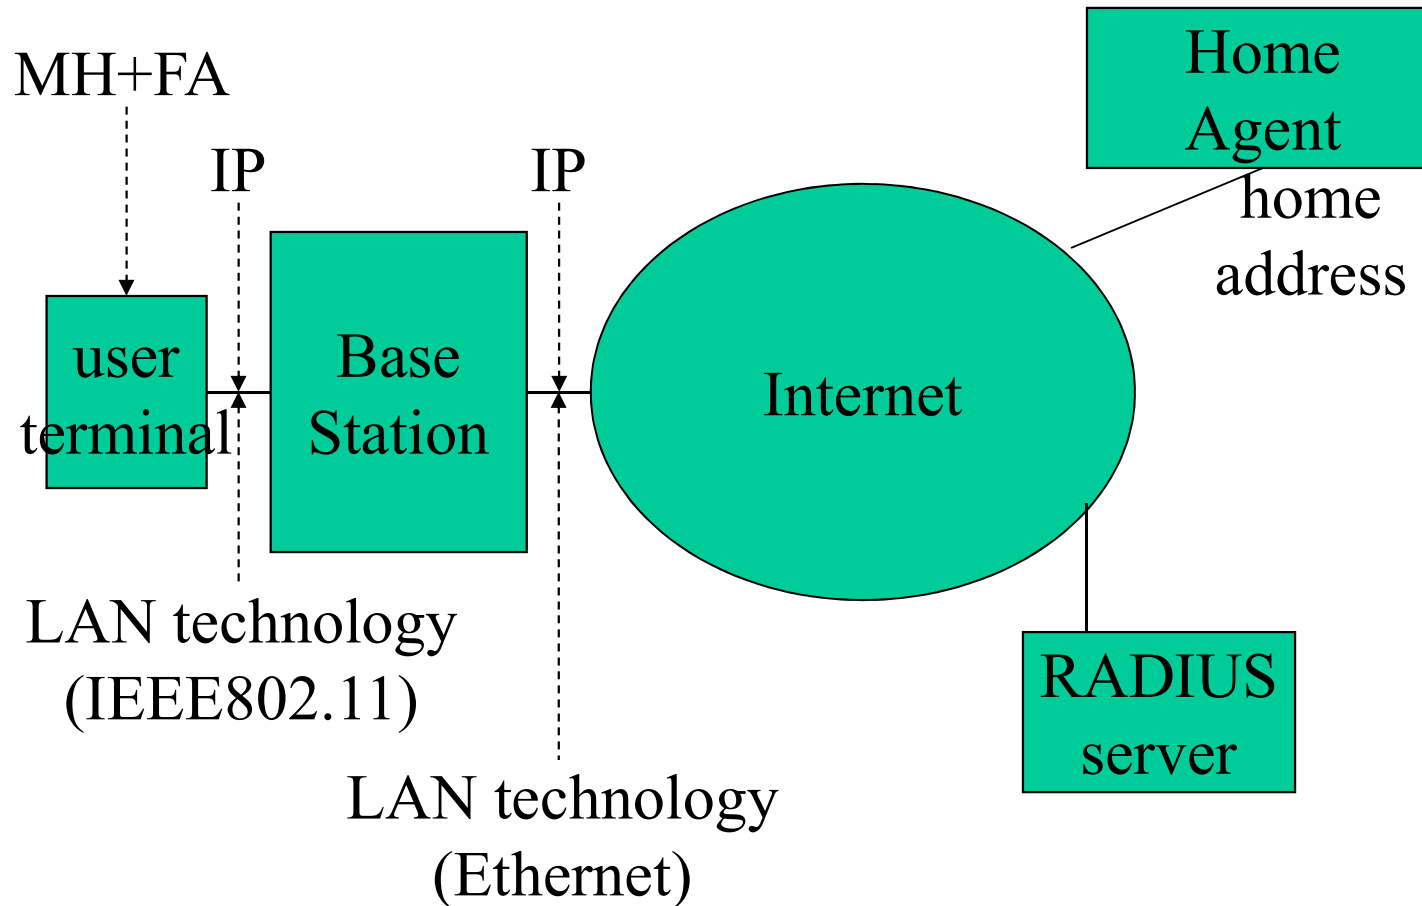 MH+FA
IP
IP
Home
Agent
home
address
user
terminal
Base
Station
Internet
LAN technology
(IEEE802.11)
LAN technology
(Ethernet)
RADIUS
server